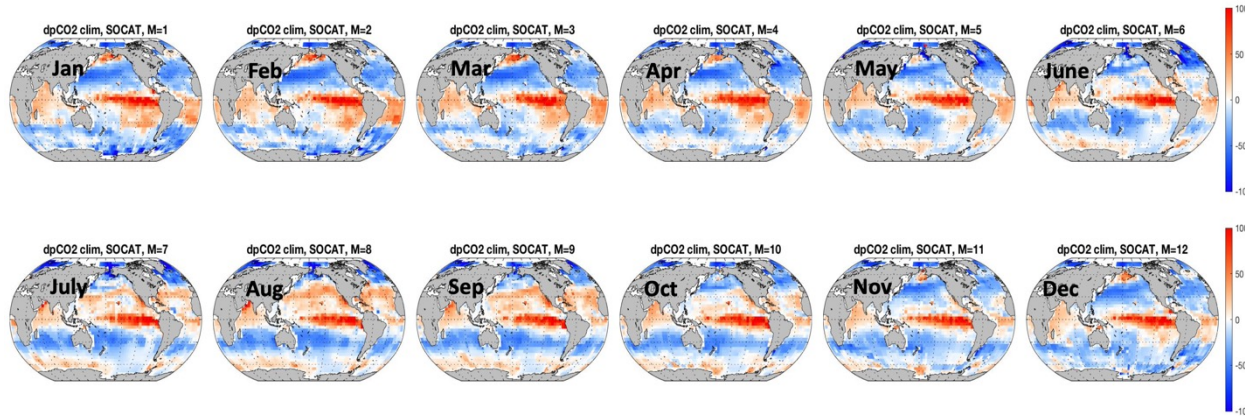 dpCO2 clim, SOCAT, M=1
dpCO2 clim, SOCAT, M=2
dpCO2 clim, SOCAT, M=3
dpCO2 clim, SOCAT, M=4
dpCO2 clim, SOCAT, M=5
dpCO2 clim, SOCAT, M=6
Jan
Feb
Mar
Apr
May
June
100
50
0
-50
-100
dpCO2 clim, SOCAT, M=7
dpCO2 clim, SOCAT, M=8
dpCO2 clim, SOCAT, M=9
dpCO2 clim, SOCAT, M=10
dpCO2 clim, SOCAT, M=11
dpCO2 clim, SOCAT, M=12
July
Aug
Sep
Oct
Nov
Dec
100
50
0
-50
-100